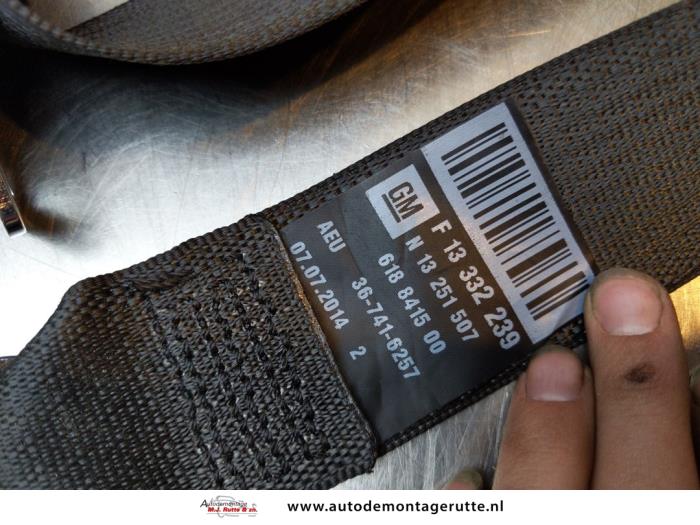 GM
F 13 332 239
N 13 251 507
618 8415 00
AEU 36-741-6257
07.07.2014 2
Autodemontage
M.J. Rutte & zn.
www.autodemontagerutte.nl